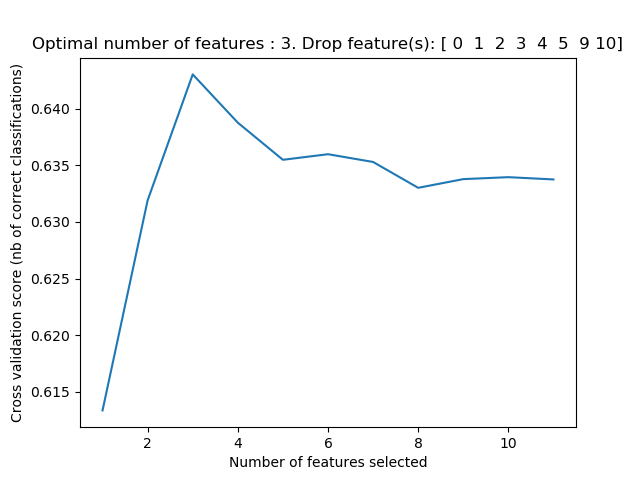 Optimal number of features : 3. Drop feature(s): [ 0  1  2  3  4  5  9 10]
Cross validation score (nb of correct classifications)
0.640
0.635
0.630
0.625
0.620
0.615
2 4 6 8 10
Number of features selected